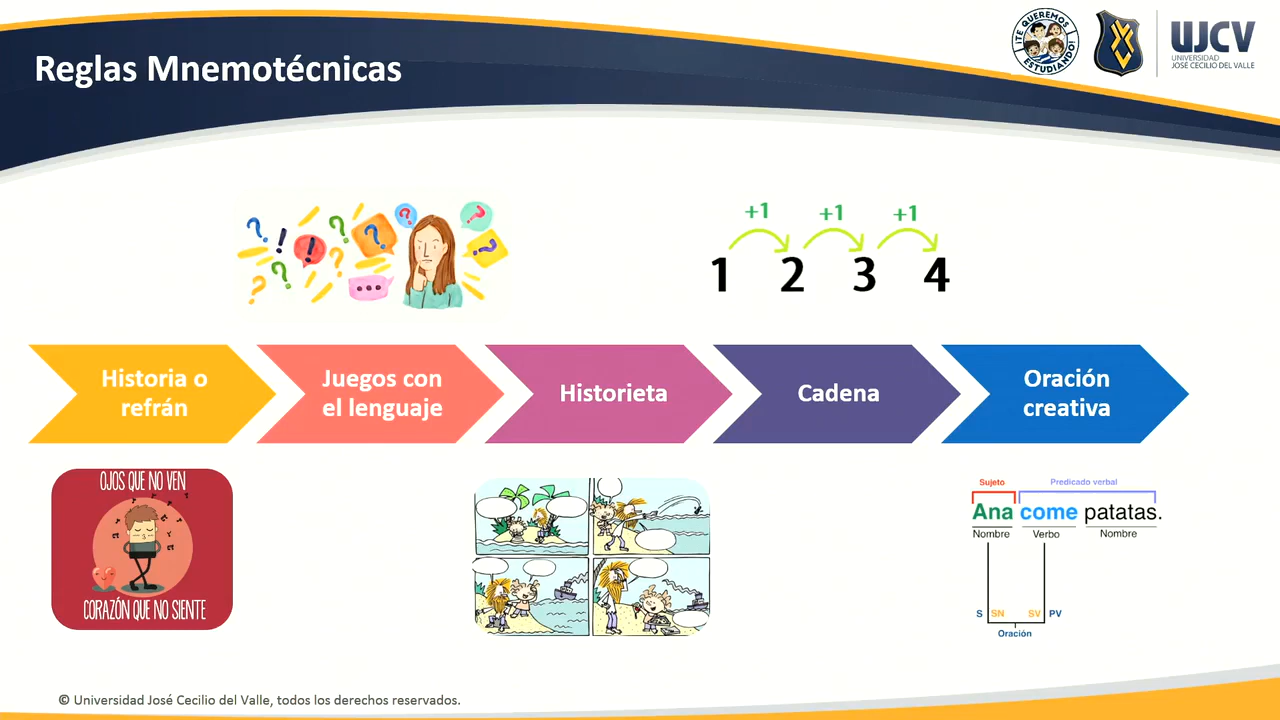 Reglas Mnemotécnicas
¡TE QUEREMOS
ESTUDIANDO!
UJCV
UNIVERSIDAD
JOSÉ CECILIO DEL VALLE
+1 +1 +1
1 2 3 4
Historia o
refrán
Juegos con
el lenguaje
Historieta
Cadena
Oración
creativa
OJOS QUE NO VEN
CORAZÓN QUE NO SIENTE
Sujeto Predicado verbal
Ana come patatas.
Nombre Verbo Nombre
S SN SV PV
Oración
© Universidad José Cecilio del Valle, todos los derechos reservados.